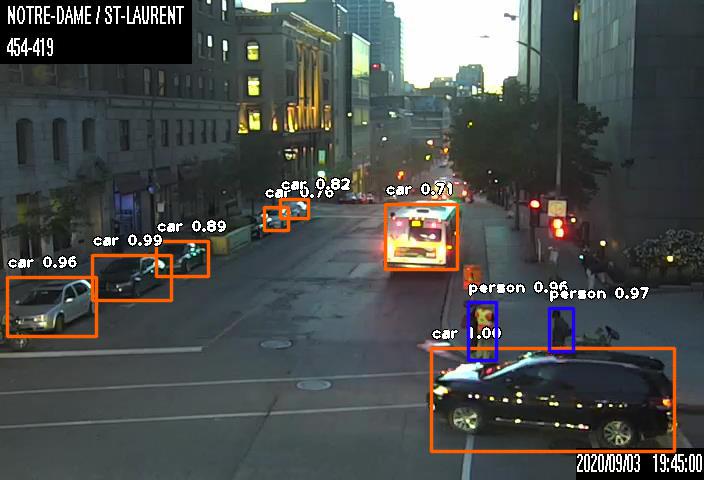 NOTRE-DAME / ST-LAURENT
454-419
car 0.82
car 0.76
car 0.71
car 0.89
car 0.99
car 0.96
person 0.96
person 0.97
car 1.00
2020/09/03 19:45:00